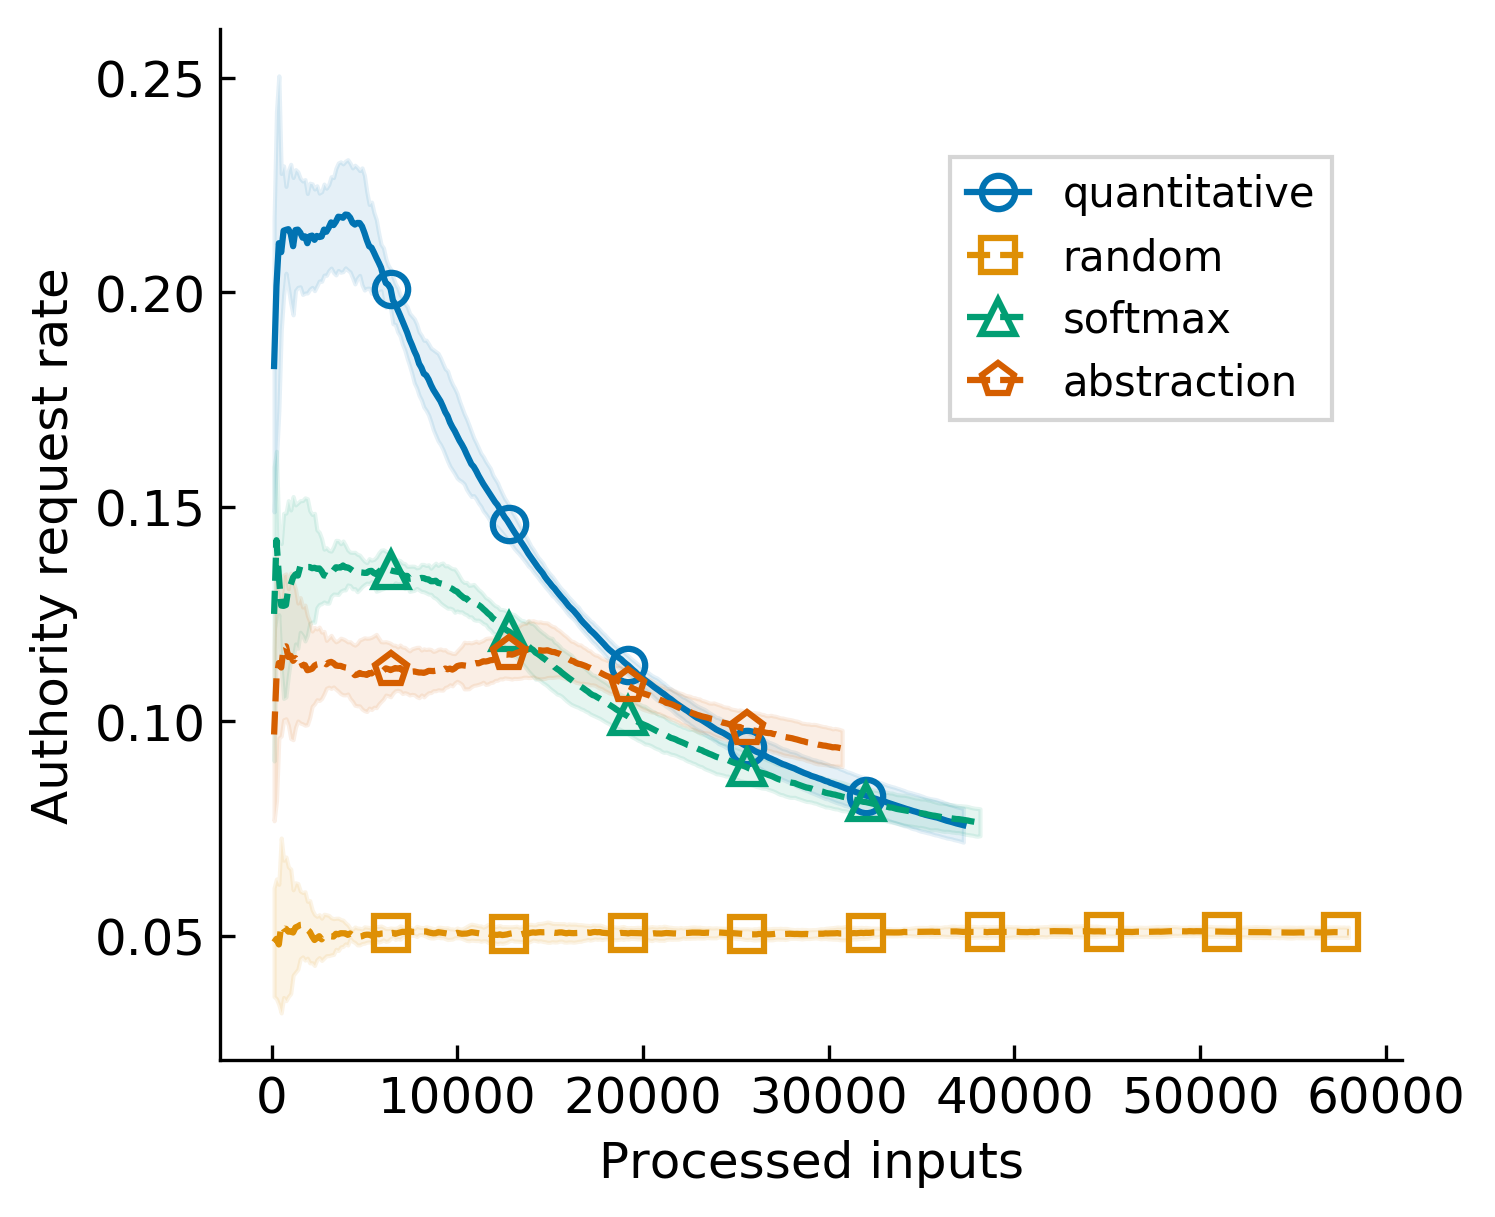 0.25
0.20
0.15
0.10
0.05
Authority request rate
quantitative
random
softmax
abstraction
0 10000 20000 30000 40000 50000 60000
Processed inputs